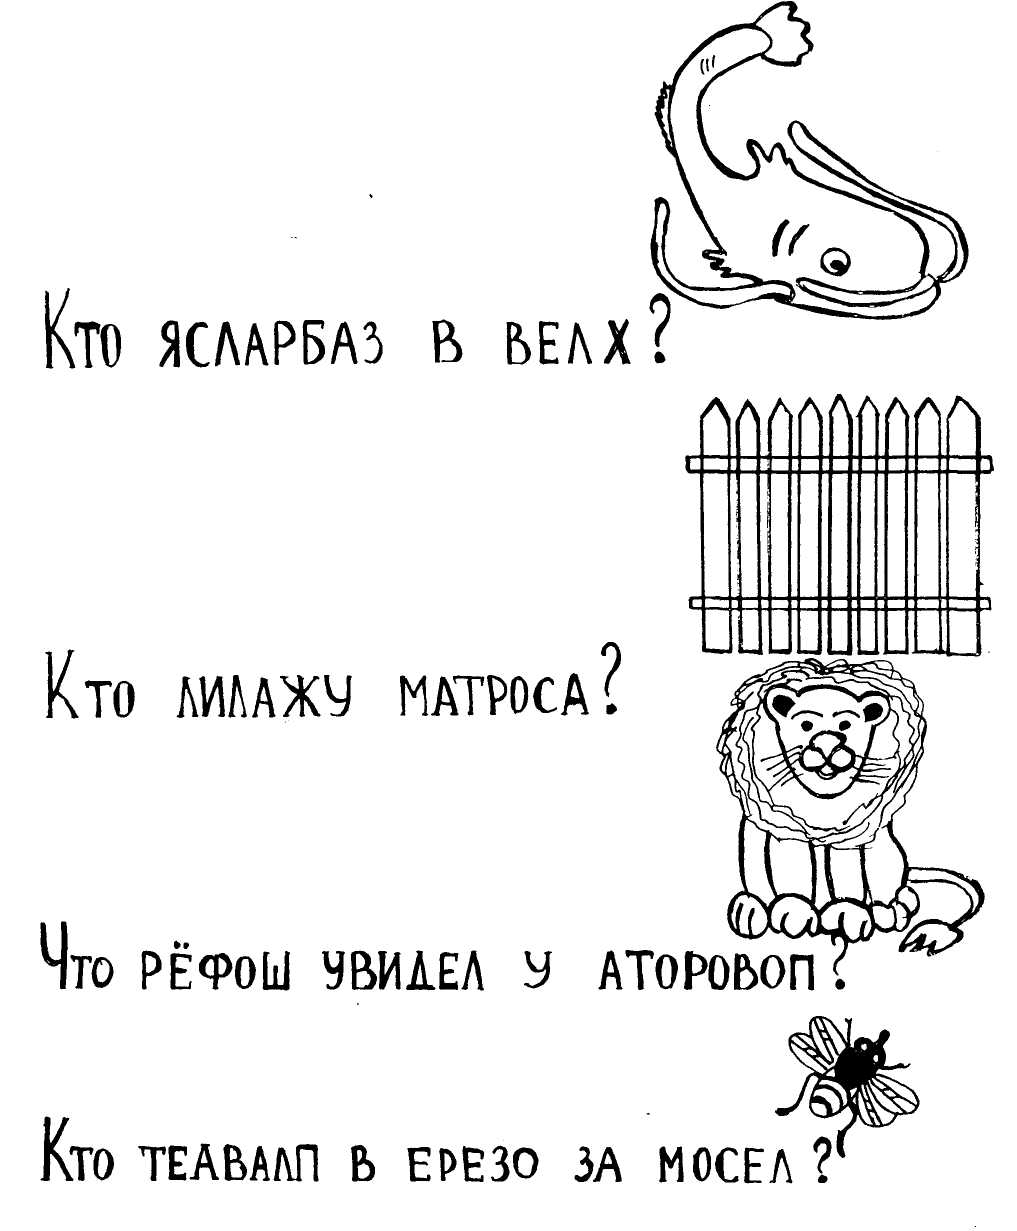 Кто ЯСЛАРБАЗ В ВЕЛХ?
Кто ЛИЛАЖУ МАТРОСА?
Что РЁФОШ УВИДЕЛ У АТОРОВОП?
Кто ТЕАВАЛП В ЕРЕЗО ЗА МОСЕЛ?